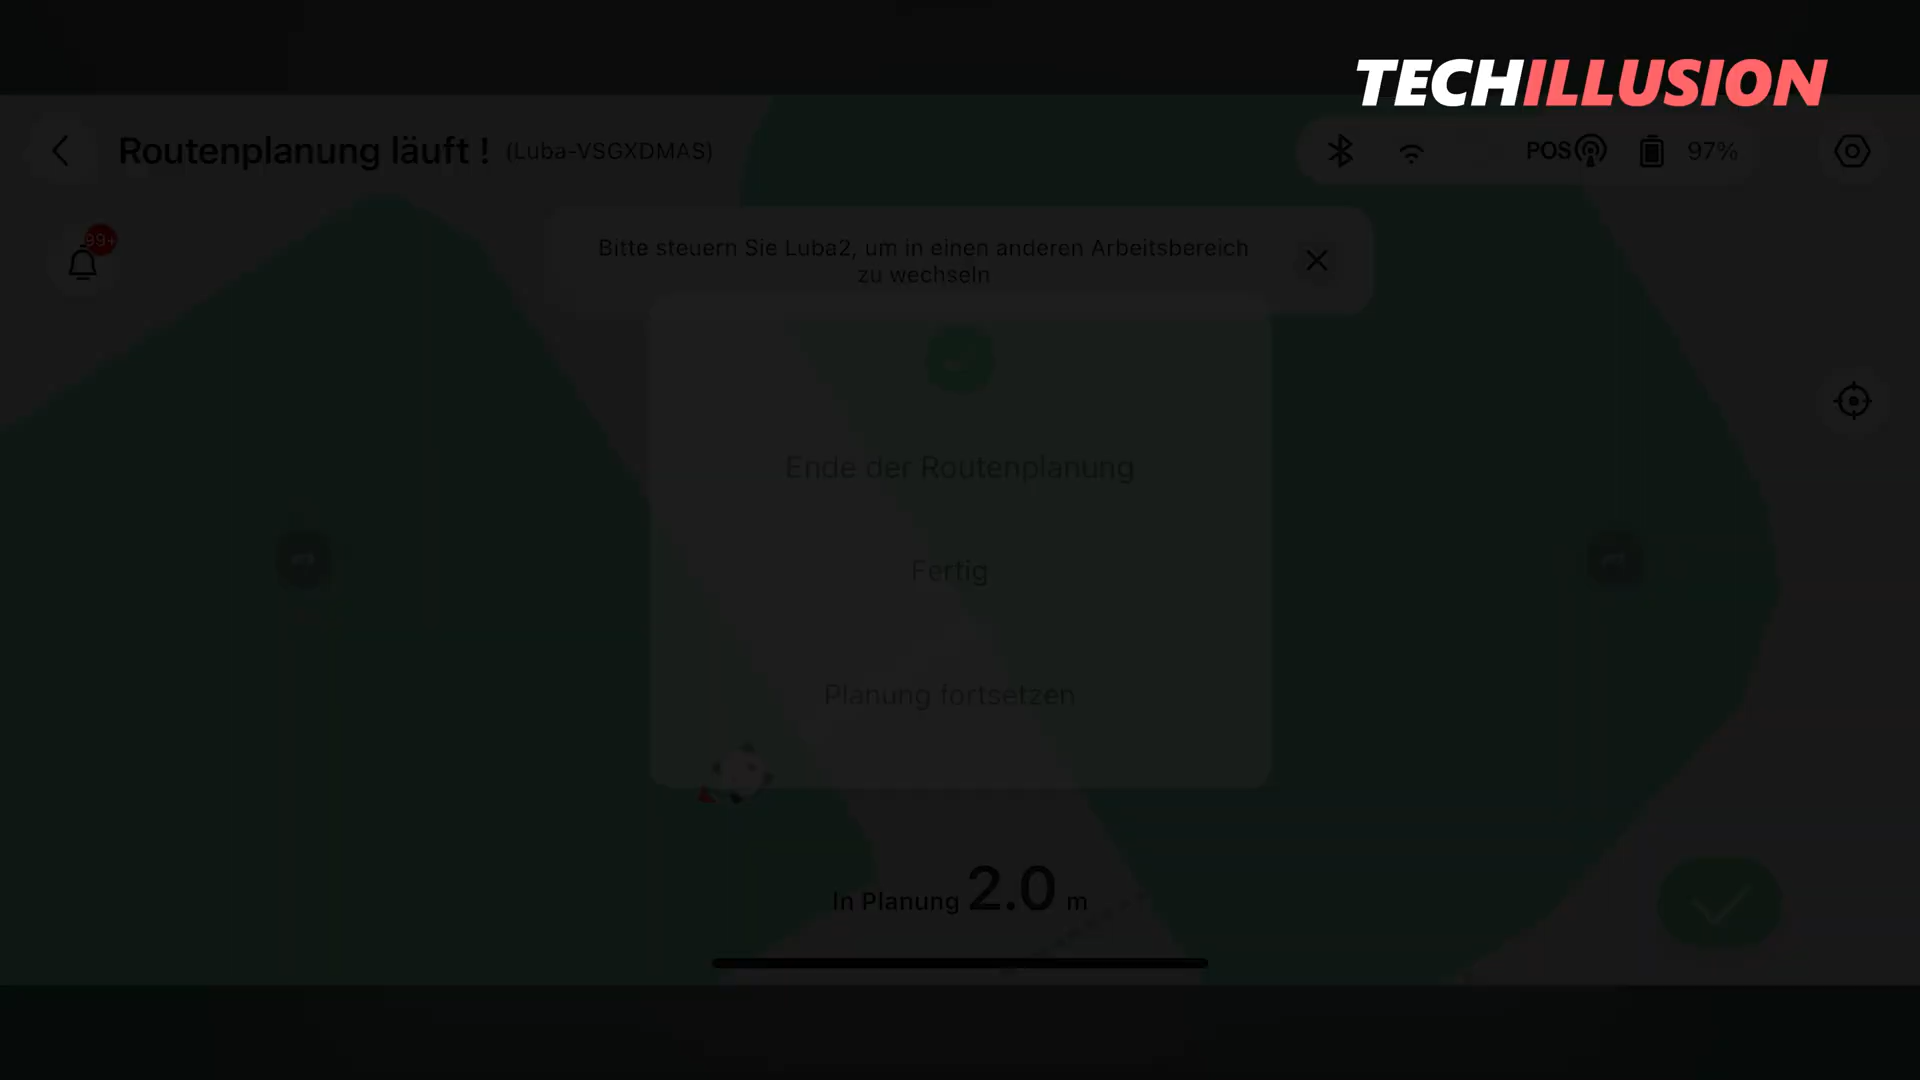 TECHILLUSION
Routenplanung läuft ! (Luba-VSGXDMAS)
POS 97%
99+
Bitte steuern Sie Luba2, um in einen anderen Arbeitsbereich
zu wechseln
Ende der Routenplanung
Fertig
Planung fortsetzen
In Planung 2.0 m